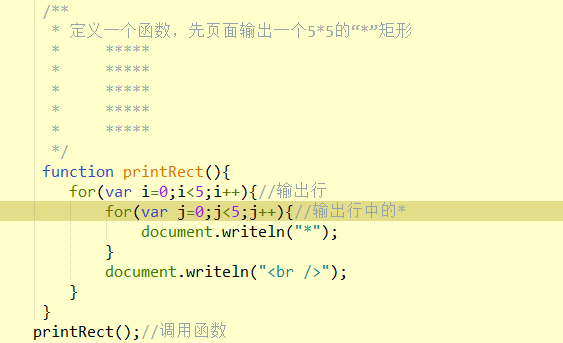 /**
 * 定义一个函数，先页面输出一个5*5的“*”矩形
 *     *****
 *     *****
 *     *****
 *     *****
 *     *****
 */
function printRect(){
   for(var i=0;i<5;i++){//输出行
       for(var j=0;j<5;j++){//输出行中的*
           document.writeln("*");
       }
       document.writeln("<br />");
   }
}
printRect();//调用函数